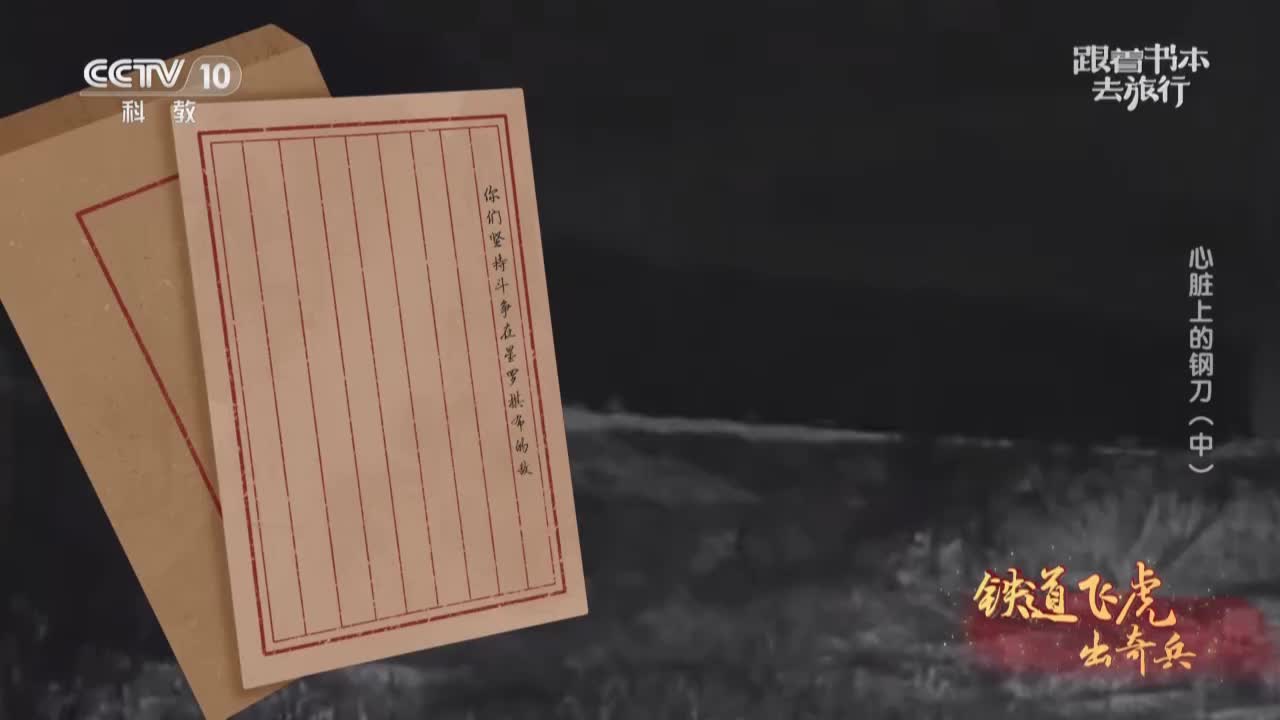 CCTV 10
科教
跟着书本
去旅行
你们坚持斗争在星罗棋布的敌
心脏上的钢刀（中）
铁道飞虎
出奇兵